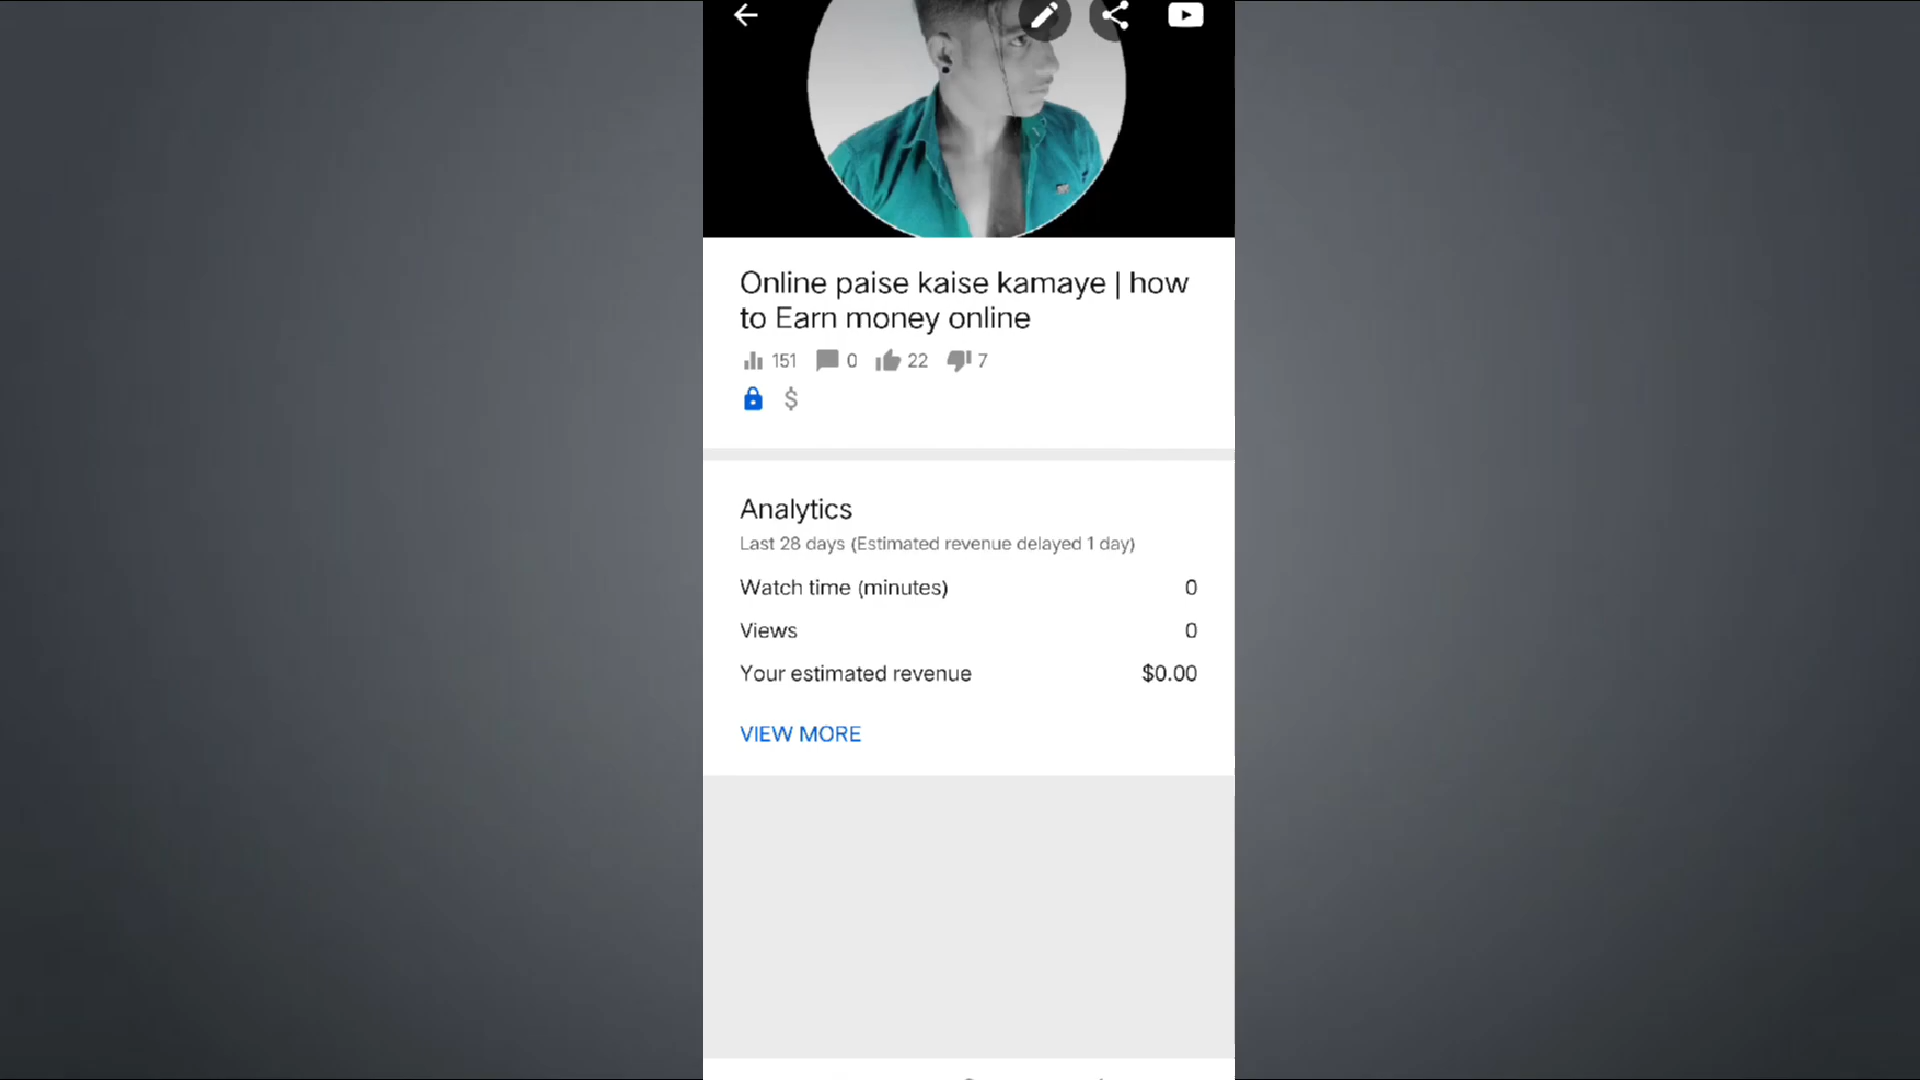 Online paise kaise kamaye | how
to Earn money online
151 0 22 7
$
Analytics
Last 28 days (Estimated revenue delayed 1 day)
Watch time (minutes) 0
Views 0
Your estimated revenue $0.00
VIEW MORE